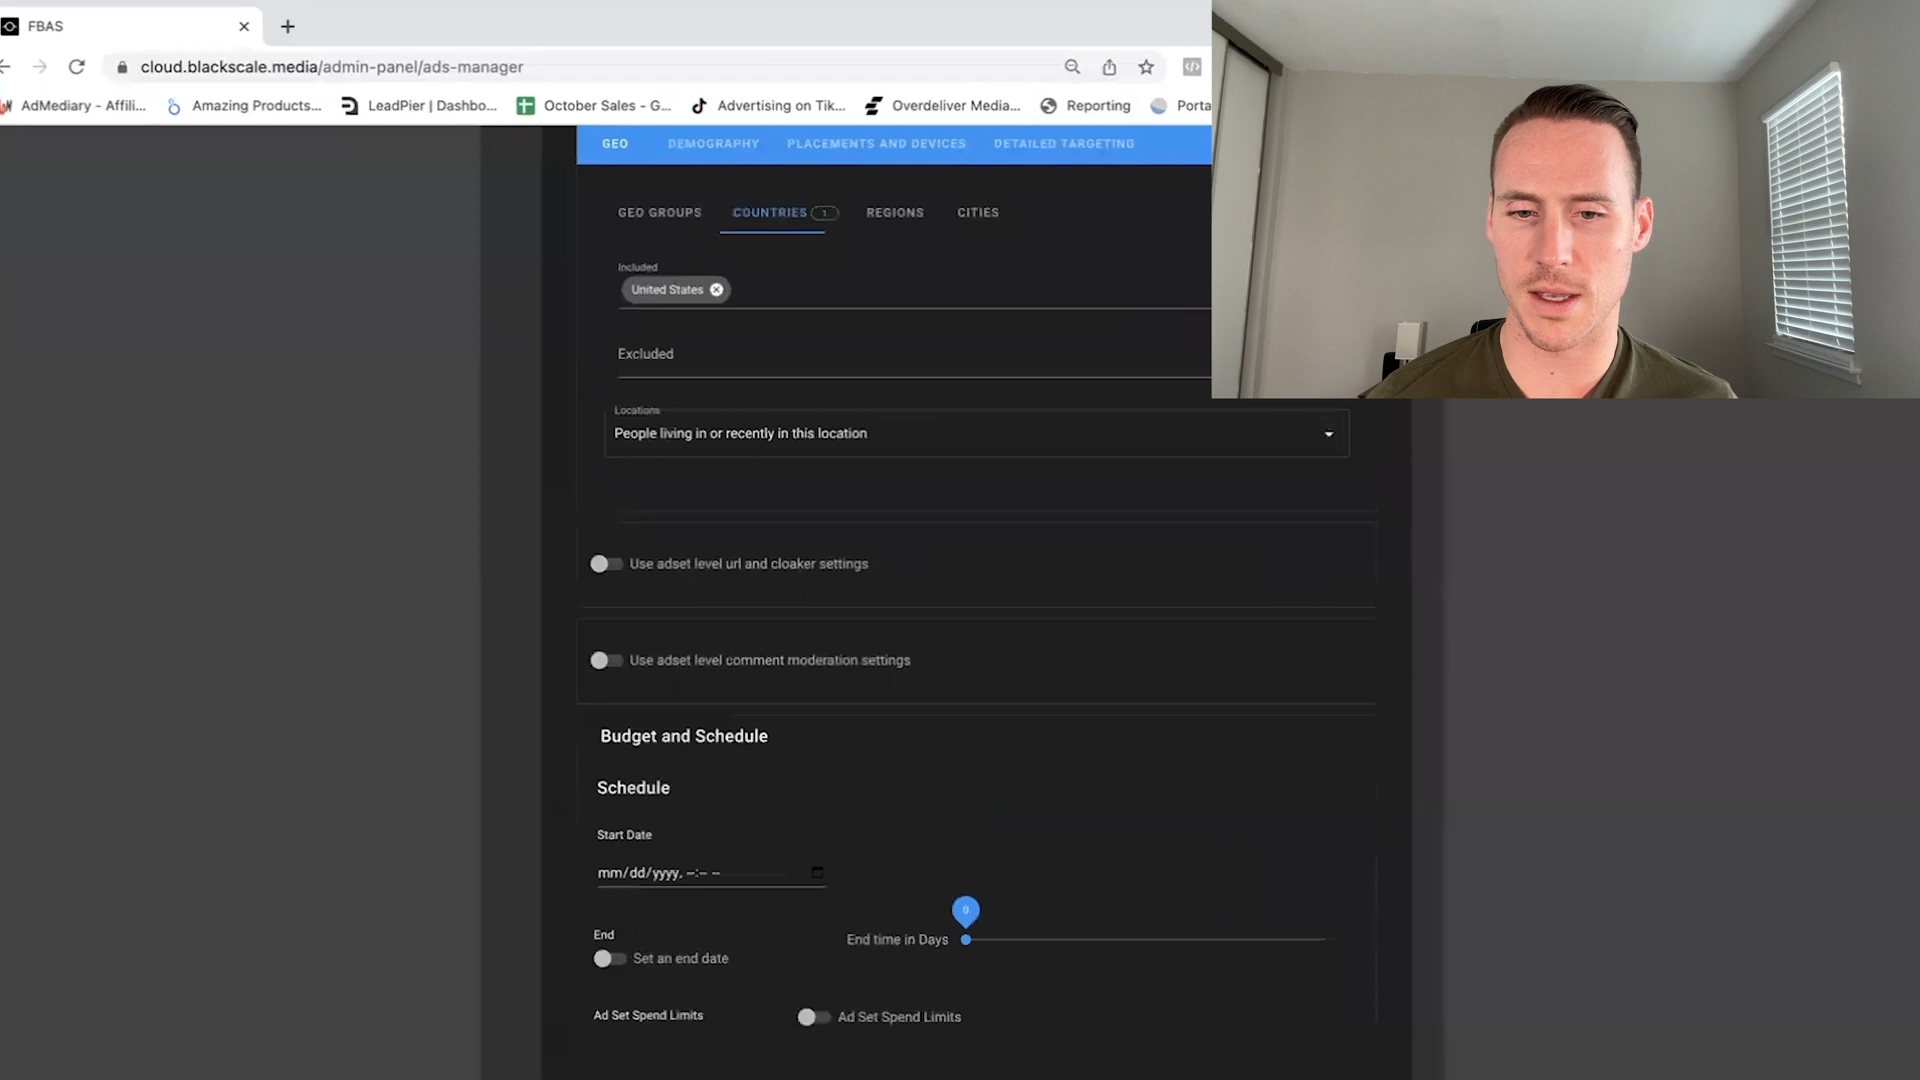 FBAS
cloud.blackscale.media/admin-panel/ads-manager
AdMediary - Affili... Amazing Products... LeadPier | Dashbo... October Sales - G... Advertising on Tik... Overdeliver Media... Reporting Porta
GEO DEMOGRAPHY PLACEMENTS AND DEVICES DETAILED TARGETING
GEO GROUPS COUNTRIES 1 REGIONS CITIES
Included
United States
Excluded
Locations
People living in or recently in this location
Use adset level url and cloaker settings
Use adset level comment moderation settings
Budget and Schedule
Schedule
Start Date
mm/dd/yyyy, --:-- --
0
End time in Days
End
Set an end date
Ad Set Spend Limits Ad Set Spend Limits